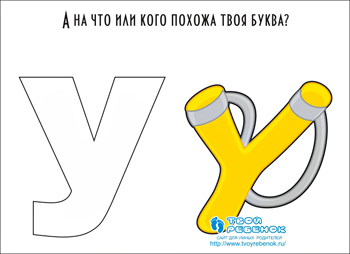 А НА ЧТО ИЛИ КОГО ПОХОЖА ТВОЯ БУКВА?
У
ТВОЙ
РЕБЕНОК
САЙТ ДЛЯ УМНЫХ РОДИТЕЛЕЙ
http://www.tvoyrebenok.ru/